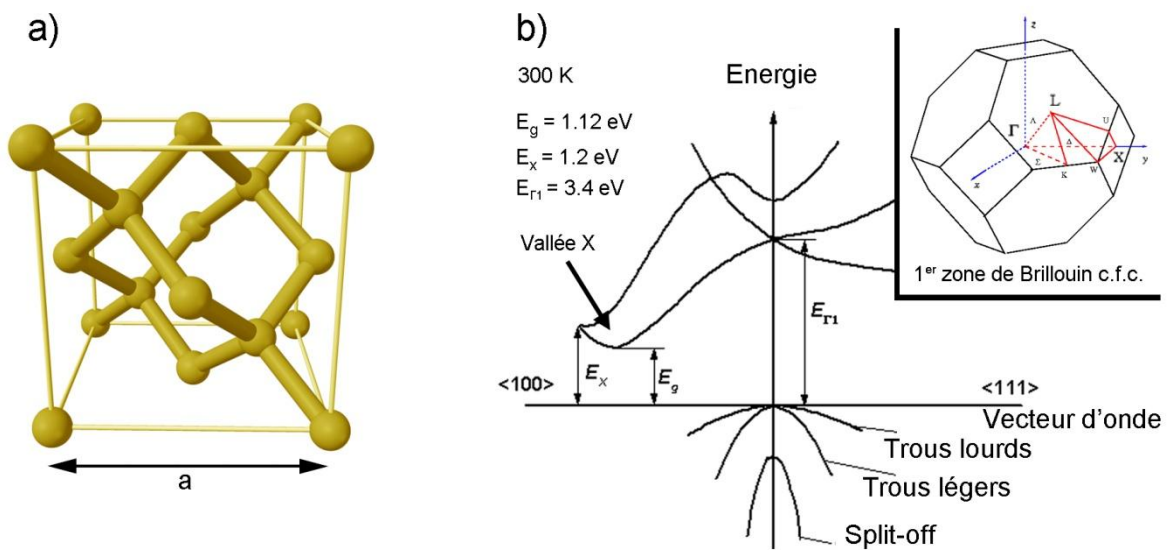 a)
a
b)
300 K
E_g = 1.12 eV
E_x = 1.2 eV
E_Γ1 = 3.4 eV
Energie
Vallée X
E_Γ1
E_X
E_g
<100>
<111>
Vecteur d'onde
Trous lourds
Trous légers
Split-off
z
L
Λ
U
Γ
Δ
X
y
Σ
K
W
x
1er zone de Brillouin c.f.c.